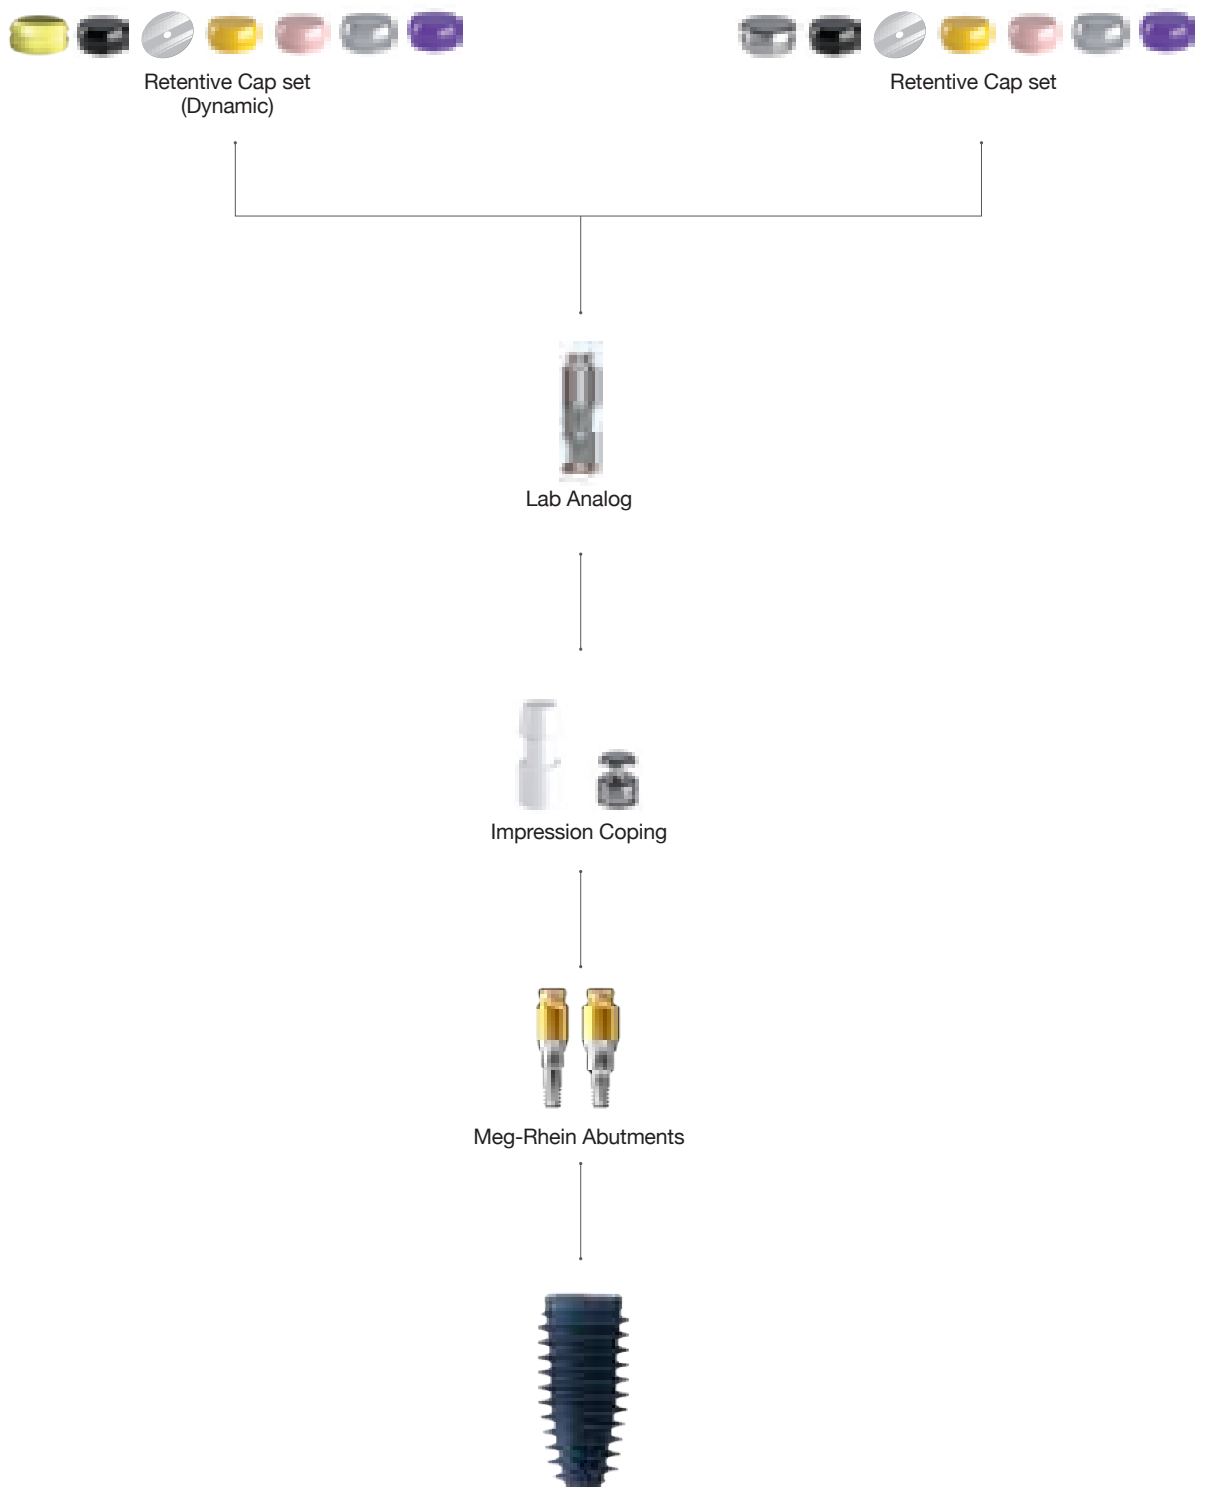 Retentive Cap set
(Dynamic)
Retentive Cap set
Lab Analog
Impression Coping
Meg-Rhein Abutments